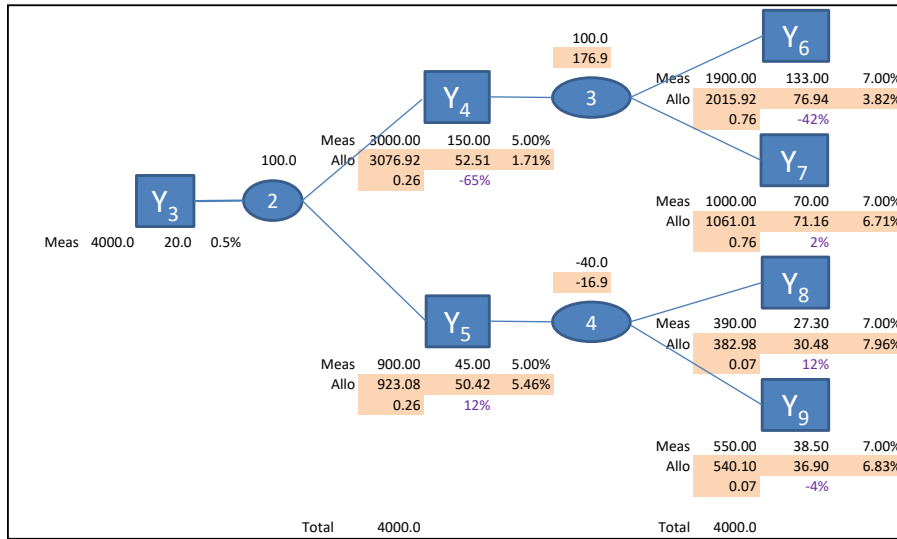 100.0
176.9
3
Y6
Meas 1900.00 133.00 7.00%
Allo 2015.92 76.94 3.82%
0.76 -42%
Y4
Meas 3000.00 150.00 5.00%
Allo 3076.92 52.51 1.71%
0.26 -65%
Y7
Meas 1000.00 70.00 7.00%
Allo 1061.01 71.16 6.71%
0.76 2%
100.0
2
Y3
Meas 4000.0 20.0 0.5%
-40.0
-16.9
4
Y8
Meas 390.00 27.30 7.00%
Allo 382.98 30.48 7.96%
0.07 12%
Y5
Meas 900.00 45.00 5.00%
Allo 923.08 50.42 5.46%
0.26 12%
Y9
Meas 550.00 38.50 7.00%
Allo 540.10 36.90 6.83%
0.07 -4%
Total 4000.0
Total 4000.0